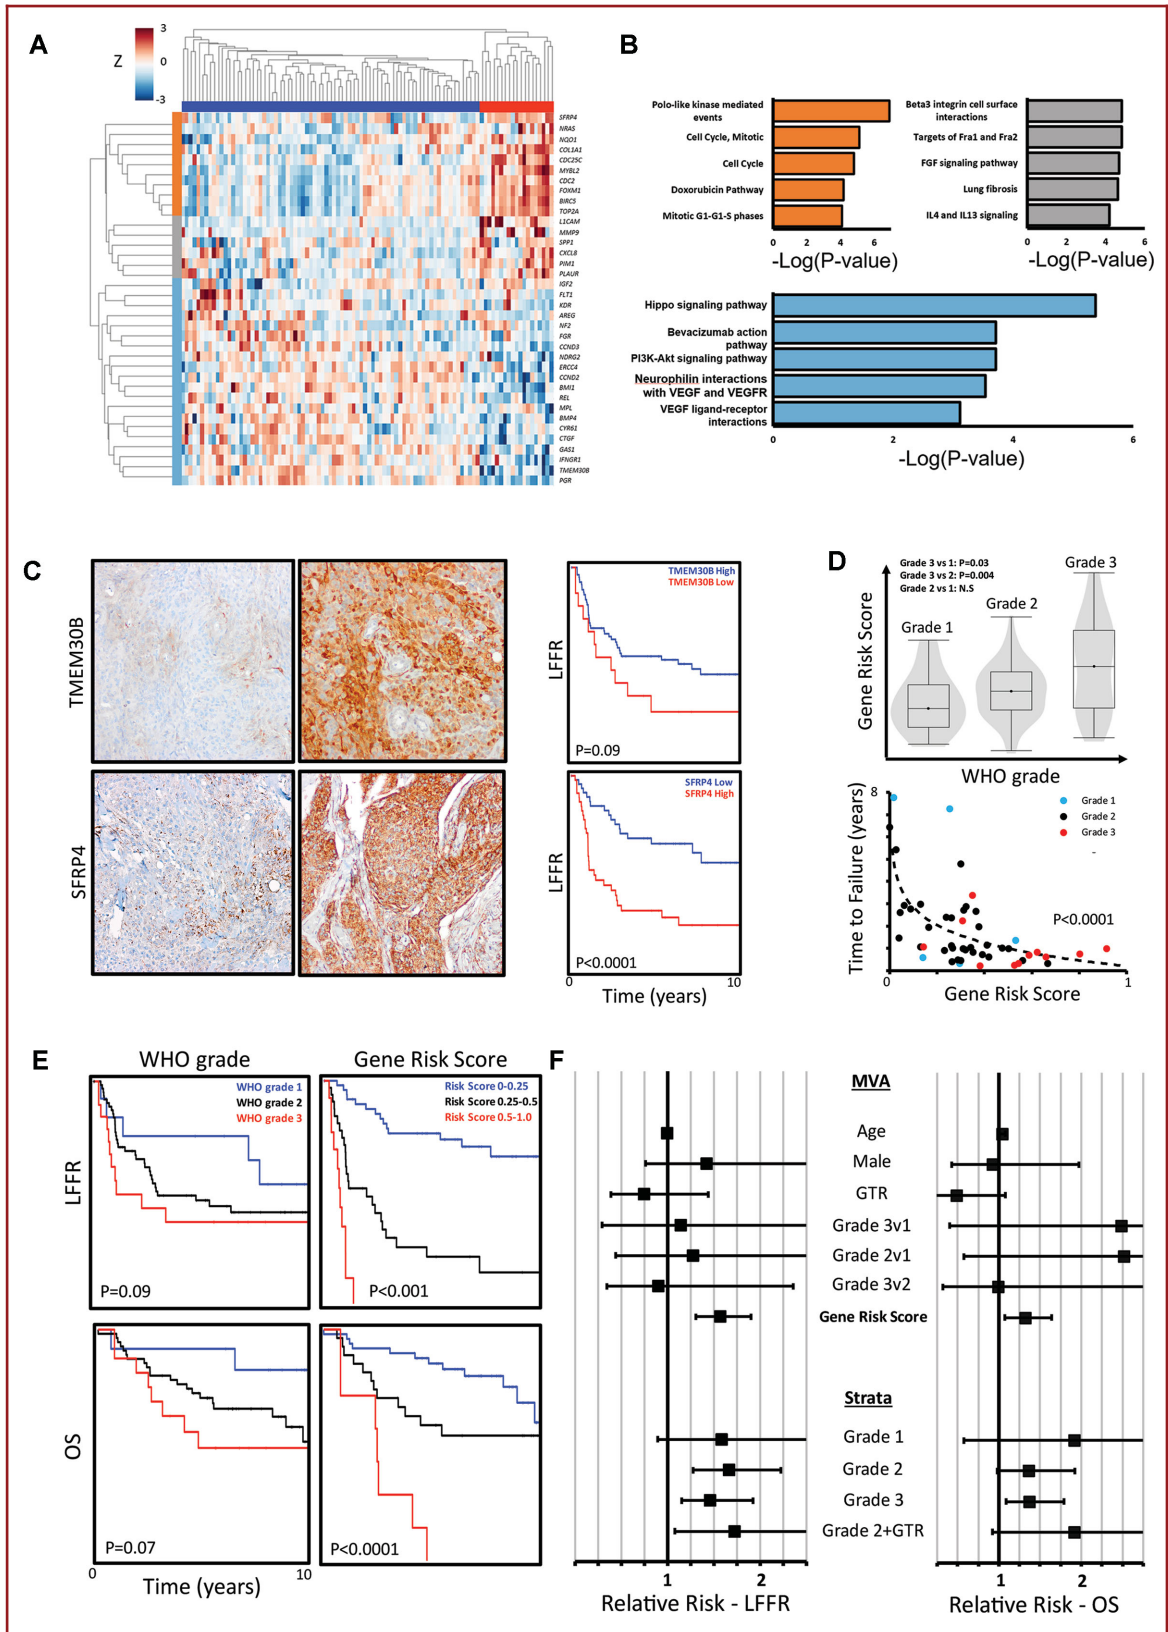 A
Z
3
0
-3
SFRP4
NRAS
NQO1
COL1A1
CDC25C
MYBL2
CDC2
FOXM1
BIRC5
TOP2A
L1CAM
MMP9
SPP1
CXCL8
PIM1
PLAUR
IGF2
FLT1
KDR
AREG
NF2
FGR
CCND3
NDRG2
ERCC4
CCND2
BMI1
REL
MPL
BMP4
CYR61
CTGF
GAS1
IFNGR1
TMEM30B
PGR
B
Polo-like kinase mediated
events
Cell Cycle, Mitotic
Cell Cycle
Doxorubicin Pathway
Mitotic G1-G1-S phases
0 2 4 6
-Log(P-value)
Beta3 integrin cell surface
interactions
Targets of Fra1 and Fra2
FGF signaling pathway
Lung fibrosis
IL4 and IL13 signaling
0 2 4 6
-Log(P-value)
Hippo signaling pathway
Bevacizumab action
pathway
PI3K-Akt signaling pathway
Neurophilin interactions
with VEGF and VEGFR
VEGF ligand-receptor
interactions
0 2 4 6
-Log(P-value)
C
TMEM30B
SFRP4
LFFR
TMEM30B High
TMEM30B Low
P=0.09
LFFR
SFRP4 Low
SFRP4 High
P<0.0001
0 10
Time (years)
D
Grade 3 vs 1: P=0.03
Grade 3 vs 2: P=0.004
Grade 2 vs 1: N.S
Gene Risk Score
Grade 1
Grade 2
Grade 3
WHO grade
Time to Failure (years)
8
Grade 1
Grade 2
Grade 3
-
P<0.0001
0 1
0
Gene Risk Score
E
WHO grade
Gene Risk Score
LFFR
WHO grade 1
WHO grade 2
WHO grade 3
P=0.09
Risk Score 0-0.25
Risk Score 0.25-0.5
Risk Score 0.5-1.0
P<0.001
OS
P=0.07
P<0.0001
0 10
Time (years)
F
MVA
Age
Male
GTR
Grade 3v1
Grade 2v1
Grade 3v2
Gene Risk Score
Strata
Grade 1
Grade 2
Grade 3
Grade 2+GTR
1 2
Relative Risk - LFFR
1 2
Relative Risk - OS